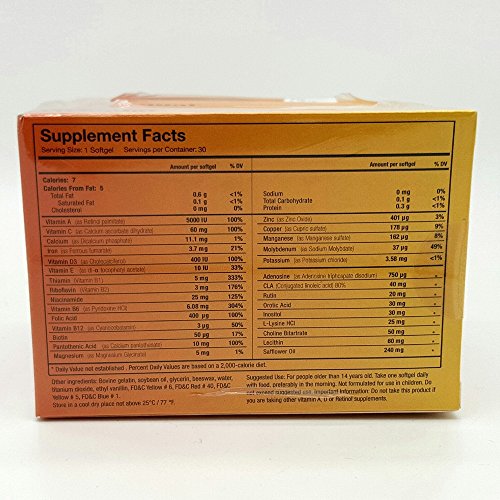 Supplement Facts
Serving Size: 1 Softgel Servings per Container: 30
Amount per softgel % DV
Calories: 7
Calories From Fat: 5
Total Fat 0,6 g <1%
Saturated Fat 0.1 g <1%
Cholesterol 0 mg 0%
Vitamin A (as Retinol palmitate) 5000 IU 100%
Vitamin C (as Calcium ascorbate dihydrate) 60 mg 100%
Calcium (as Dicalcium phosphate) 11.1 mg 1%
Iron (as Ferrous fumarate) 3.7 mg 21%
Vitamin D3 (as Cholecalciferol) 400 IU 100%
Vitamin E (as dl-α tocopheryl acetate) 10 IU 33%
Thiamin (Vitamin B1) 5 mg 333%
Riboflavin (Vitamin B2) 3 mg 176%
Niacinamide 25 mg 125%
Vitamin B6 (as Pyridoxine HCl) 6.08 mg 304%
Folic Acid 400 µg 100%
Vitamin B12 (as Cyanocobalamin) 3 µg 50%
Biotin 50 µg 17%
Pantothenic Acid (as Calcium pantothenate) 10 mg 100%
Magnesium (as Magnesium Glycinate) 5 mg 1%
Amount per softgel % DV
Sodium 0 mg 0%
Total Carbohydrate 0.1 g <1%
Protein 0.3 g <1%
Zinc (as Zinc Oxide) 401 µg 3%
Copper (as Cupric sulfate) 178 µg 9%
Manganese (as Manganese sulfate) 162 µg 8%
Molybdenum (as Sodium Molybdate) 37 µg 49%
Potassium (as Potassium chloride) 3.58 mg <1%
Adenosine (as Adenosine triphosphate disodium) 750 µg -
CLA (Conjugated linoleic acid) 80% 40 mg -
Rutin 20 mg -
Orotic Acid 30 mg -
Inositol 30 mg -
L-Lysine HCl 25 mg -
Choline Bitartrate 50 mg -
Lecithin 60 mg -
Safflower Oil 240 mg -
* Daily Value not established . Percent Daily Values are based on a 2,000-calorie diet.
Other ingredients: Bovine gelatin, soybean oil, glycerin, beeswax, water,
titanium dioxide, ethyl vanillin, FD&C Yellow # 6, FD&C Red # 40, FD&C
Yellow # 5, FD&C Blue # 1.
Store in a cool dry place not above 25°C / 77 °F.
Suggested Use: For people older than 14 years old. Take one softgel daily
with food, preferably in the morning. Not formulated for use in children. Do
not exceed suggested use. Important Information: Do not take this product if
you are taking other vitamin A, D or Retinol supplements.